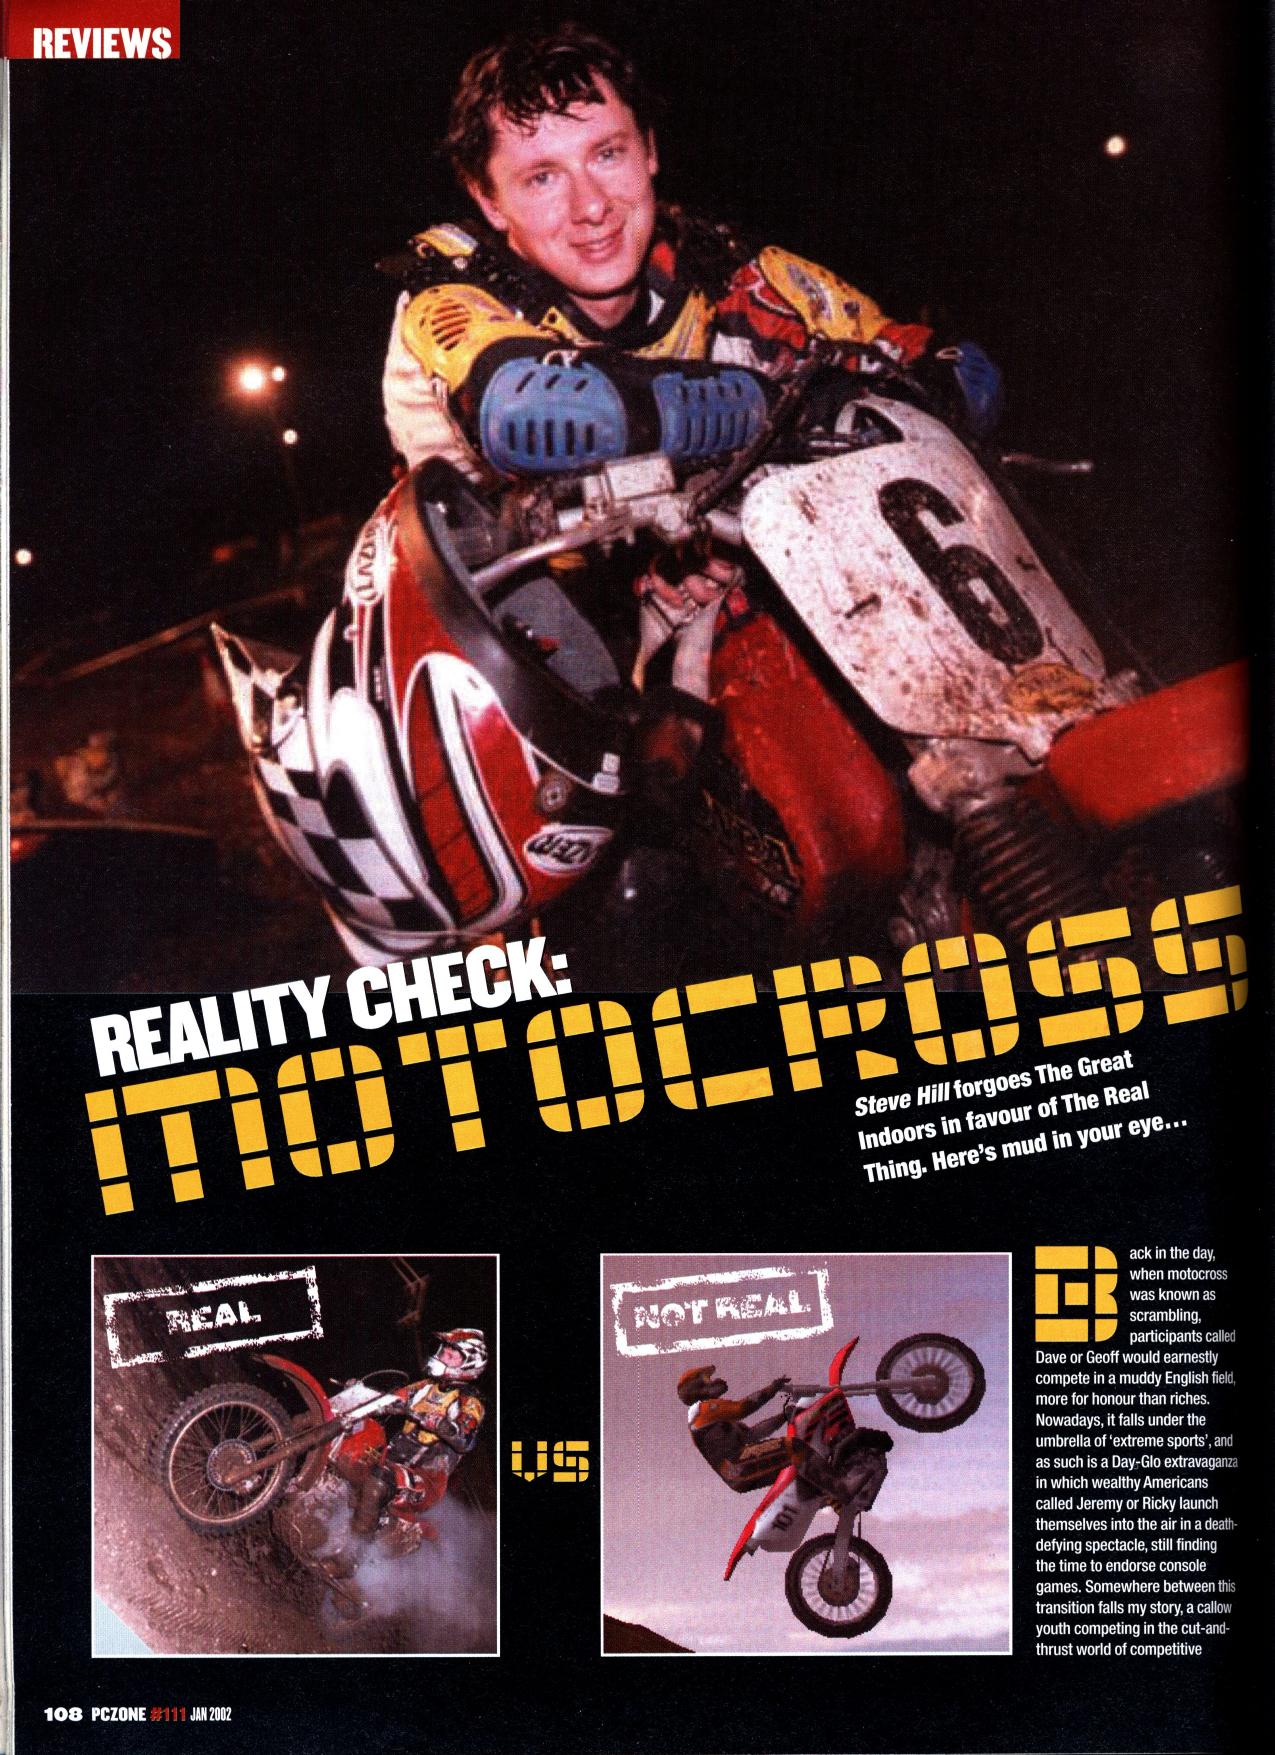 REVIEWS
6
REALITY CHECK:
MOTOCROSS
Steve Hill forgoes The Great
Indoors in favour of The Real
Thing. Here's mud in your eye...
REAL
VS
NOT REAL
101
Back in the day,
when motocross
was known as
scrambling,
participants called
Dave or Geoff would earnestly
compete in a muddy English field,
more for honour than riches.
Nowadays, it falls under the
umbrella of 'extreme sports', and
as such is a Day-Glo extravaganza
in which wealthy Americans
called Jeremy or Ricky launch
themselves into the air in a death-
defying spectacle, still finding
the time to endorse console
games. Somewhere between this
transition falls my story, a callow
youth competing in the cut-and-
thrust world of competitive
108 PCZONE #111 JAN 2002